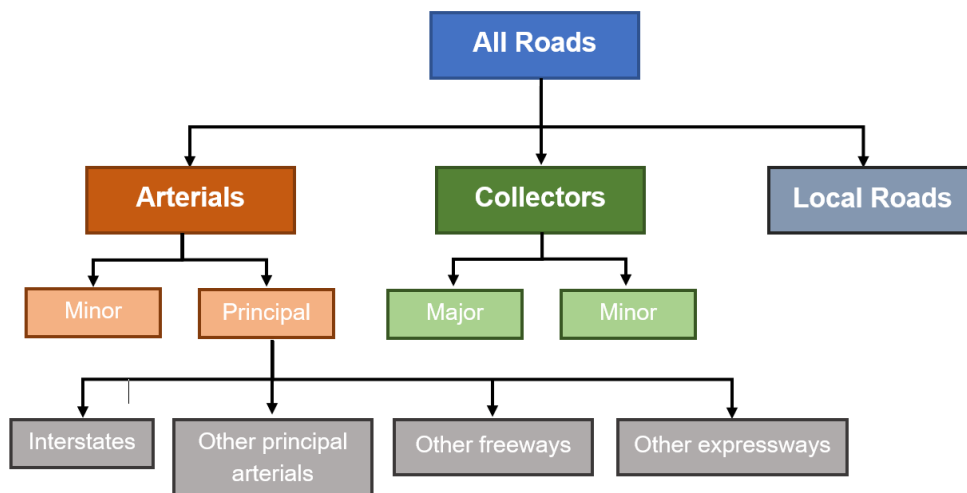 All Roads
Arterials
Collectors
Local Roads
Minor
Principal
Major
Minor
Interstates
Other principal
arterials
Other freeways
Other expressways